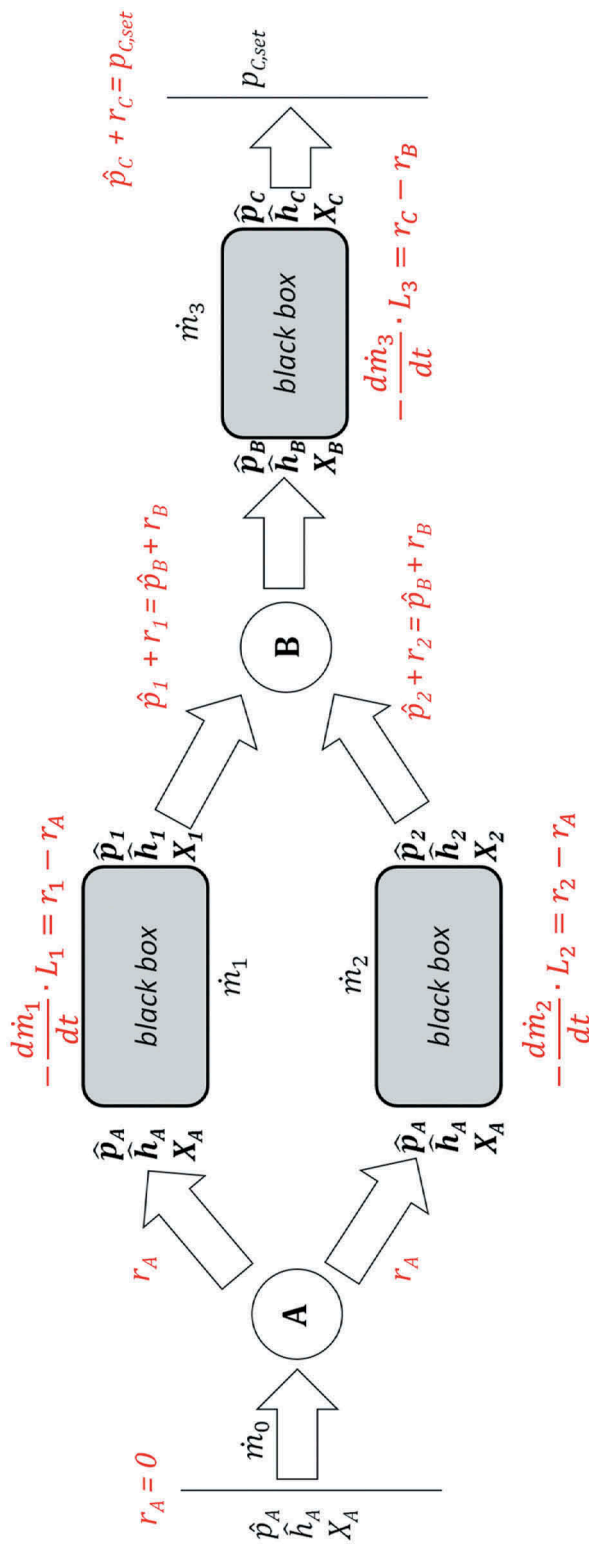 r_A = 0
p̂_A
ĥ_A
X_A
ṁ_0
A
r_A
r_A
p̂_A
ĥ_A
X_A
-dṁ_1/dt · L_1 = r_1 − r_A
black box
ṁ_1
p̂_1
ĥ_1
X_1
p̂_A
ĥ_A
X_A
ṁ_2
black box
-dṁ_2/dt · L_2 = r_2 − r_A
p̂_2
ĥ_2
X_2
p̂_1 + r_1 = p̂_B + r_B
B
p̂_2 + r_2 = p̂_B + r_B
p̂_B
ĥ_B
X_B
ṁ_3
black box
-dṁ_3/dt · L_3 = r_C − r_B
p̂_C
ĥ_C
X_C
p̂_C + r_C = p_C,set
p_C,set